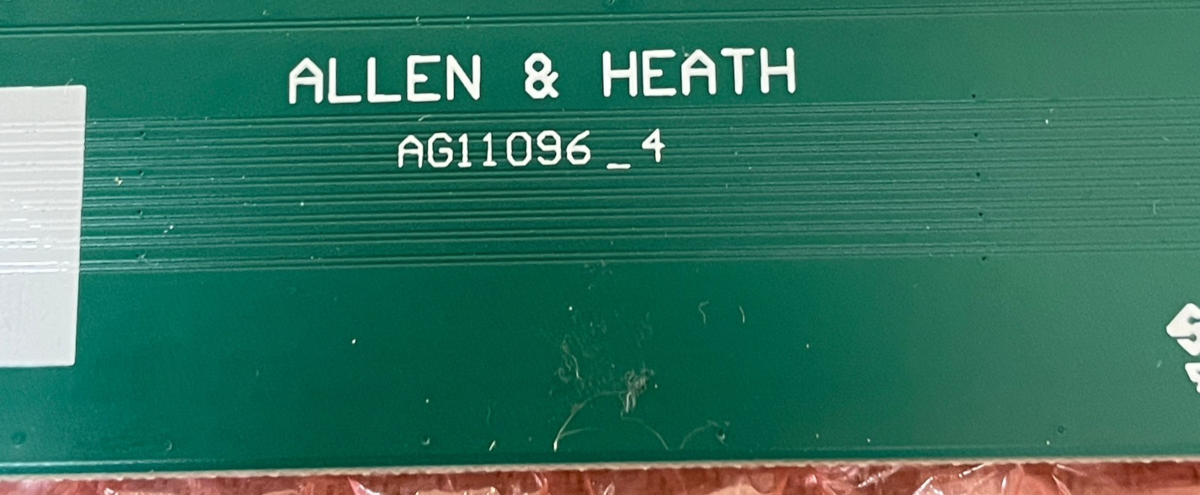 ALLEN & HEATH
AG11096_4